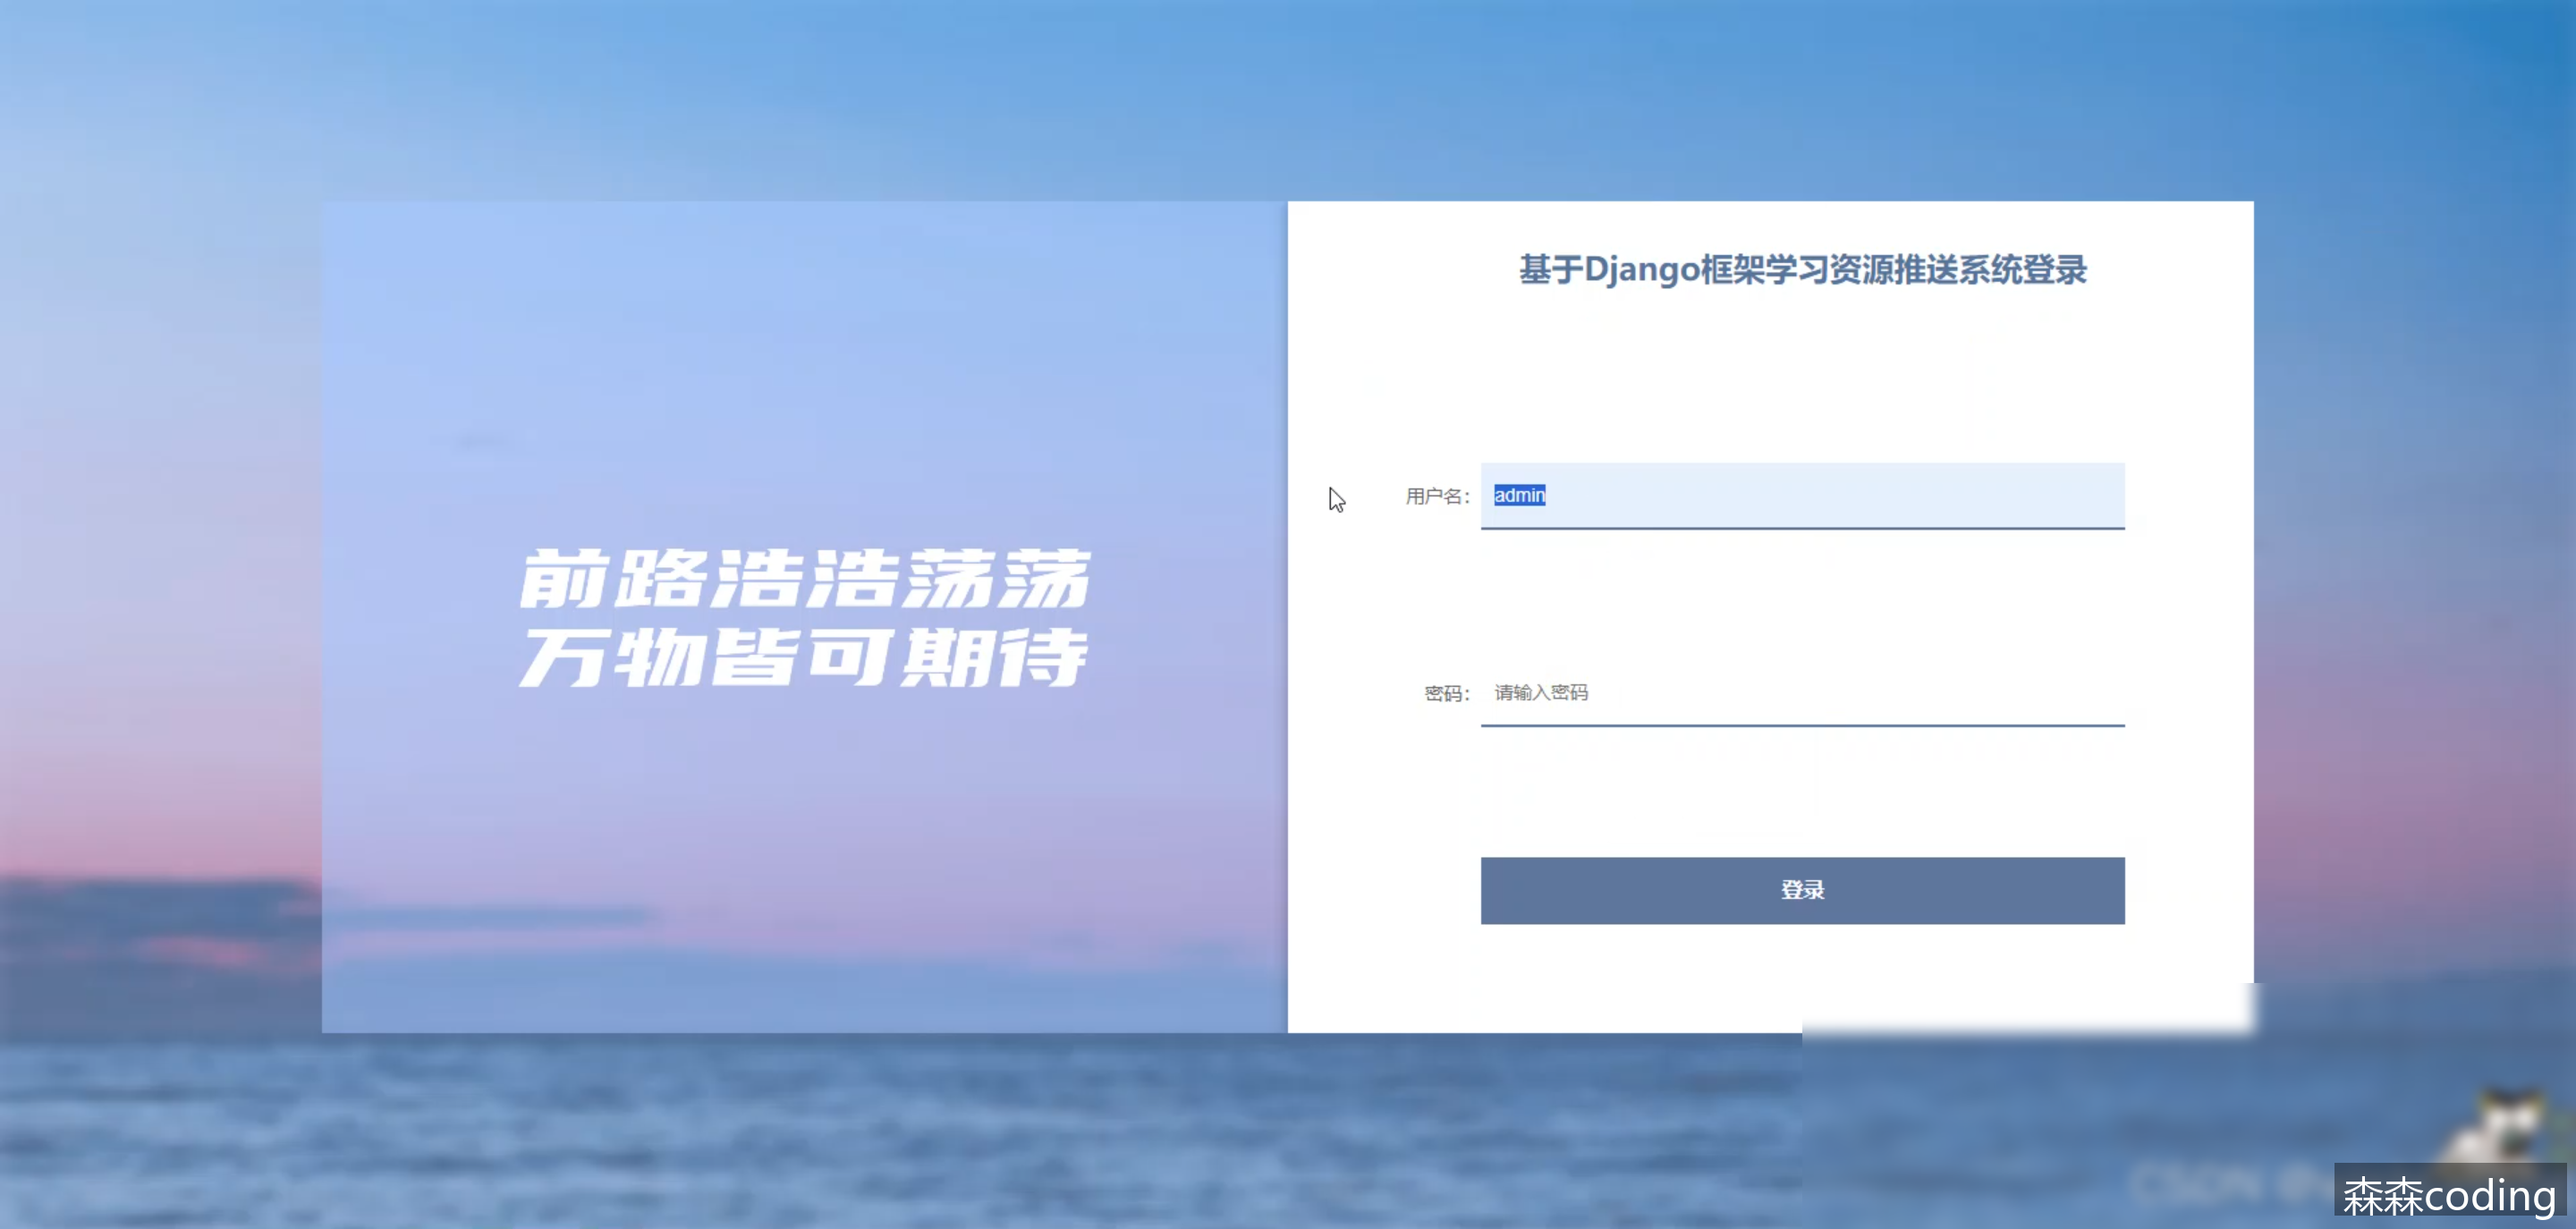 基于Django框架学习资源推送系统登录
前路浩浩荡荡
万物皆可期待
用户名：
admin
密码：
请输入密码
登录
CSDN
森森coding